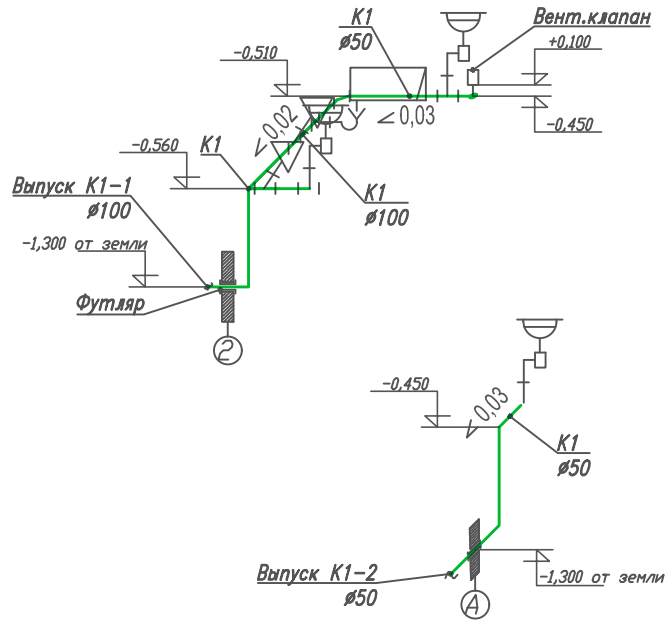 К1
ø50
Вент.клапан
+0,100
-0,510
-0,450
0,02
0,03
-0,560
К1
К1
ø100
Выпуск К1-1
ø100
-1,300 от земли
Футляр
2
-0,450
0,03
К1
ø50
Выпуск К1-2
ø50
-1,300 от земли
А